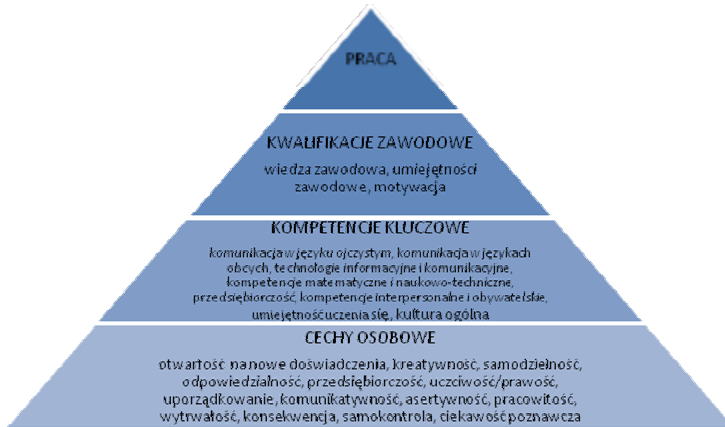 PRACA
KWALIFIKACJE ZAWODOWE
wiedza zawodowa, umiejętności
zawodowe, motywacja
KOMPETENCJE KLUCZOWE
komunikacja w języku ojczystym, komunikacja w językach
obcych, technologie informacyjne i komunikacyjne,
kompetencje matematyczne i naukowo-techniczne,
przedsiębiorczość, kompetencje interpersonalne i obywatelskie,
umiejętność uczenia się, kultura ogólna
CECHY OSOBOWE
otwartość na nowe doświadczenia, kreatywność, samodzielność,
odpowiedzialność, przedsiębiorczość, uczciwość/prawość,
uporządkowanie, komunikatywność, asertywność, pracowitość,
wytrwałość, konsekwencja, samokontrola, ciekawość poznawcza